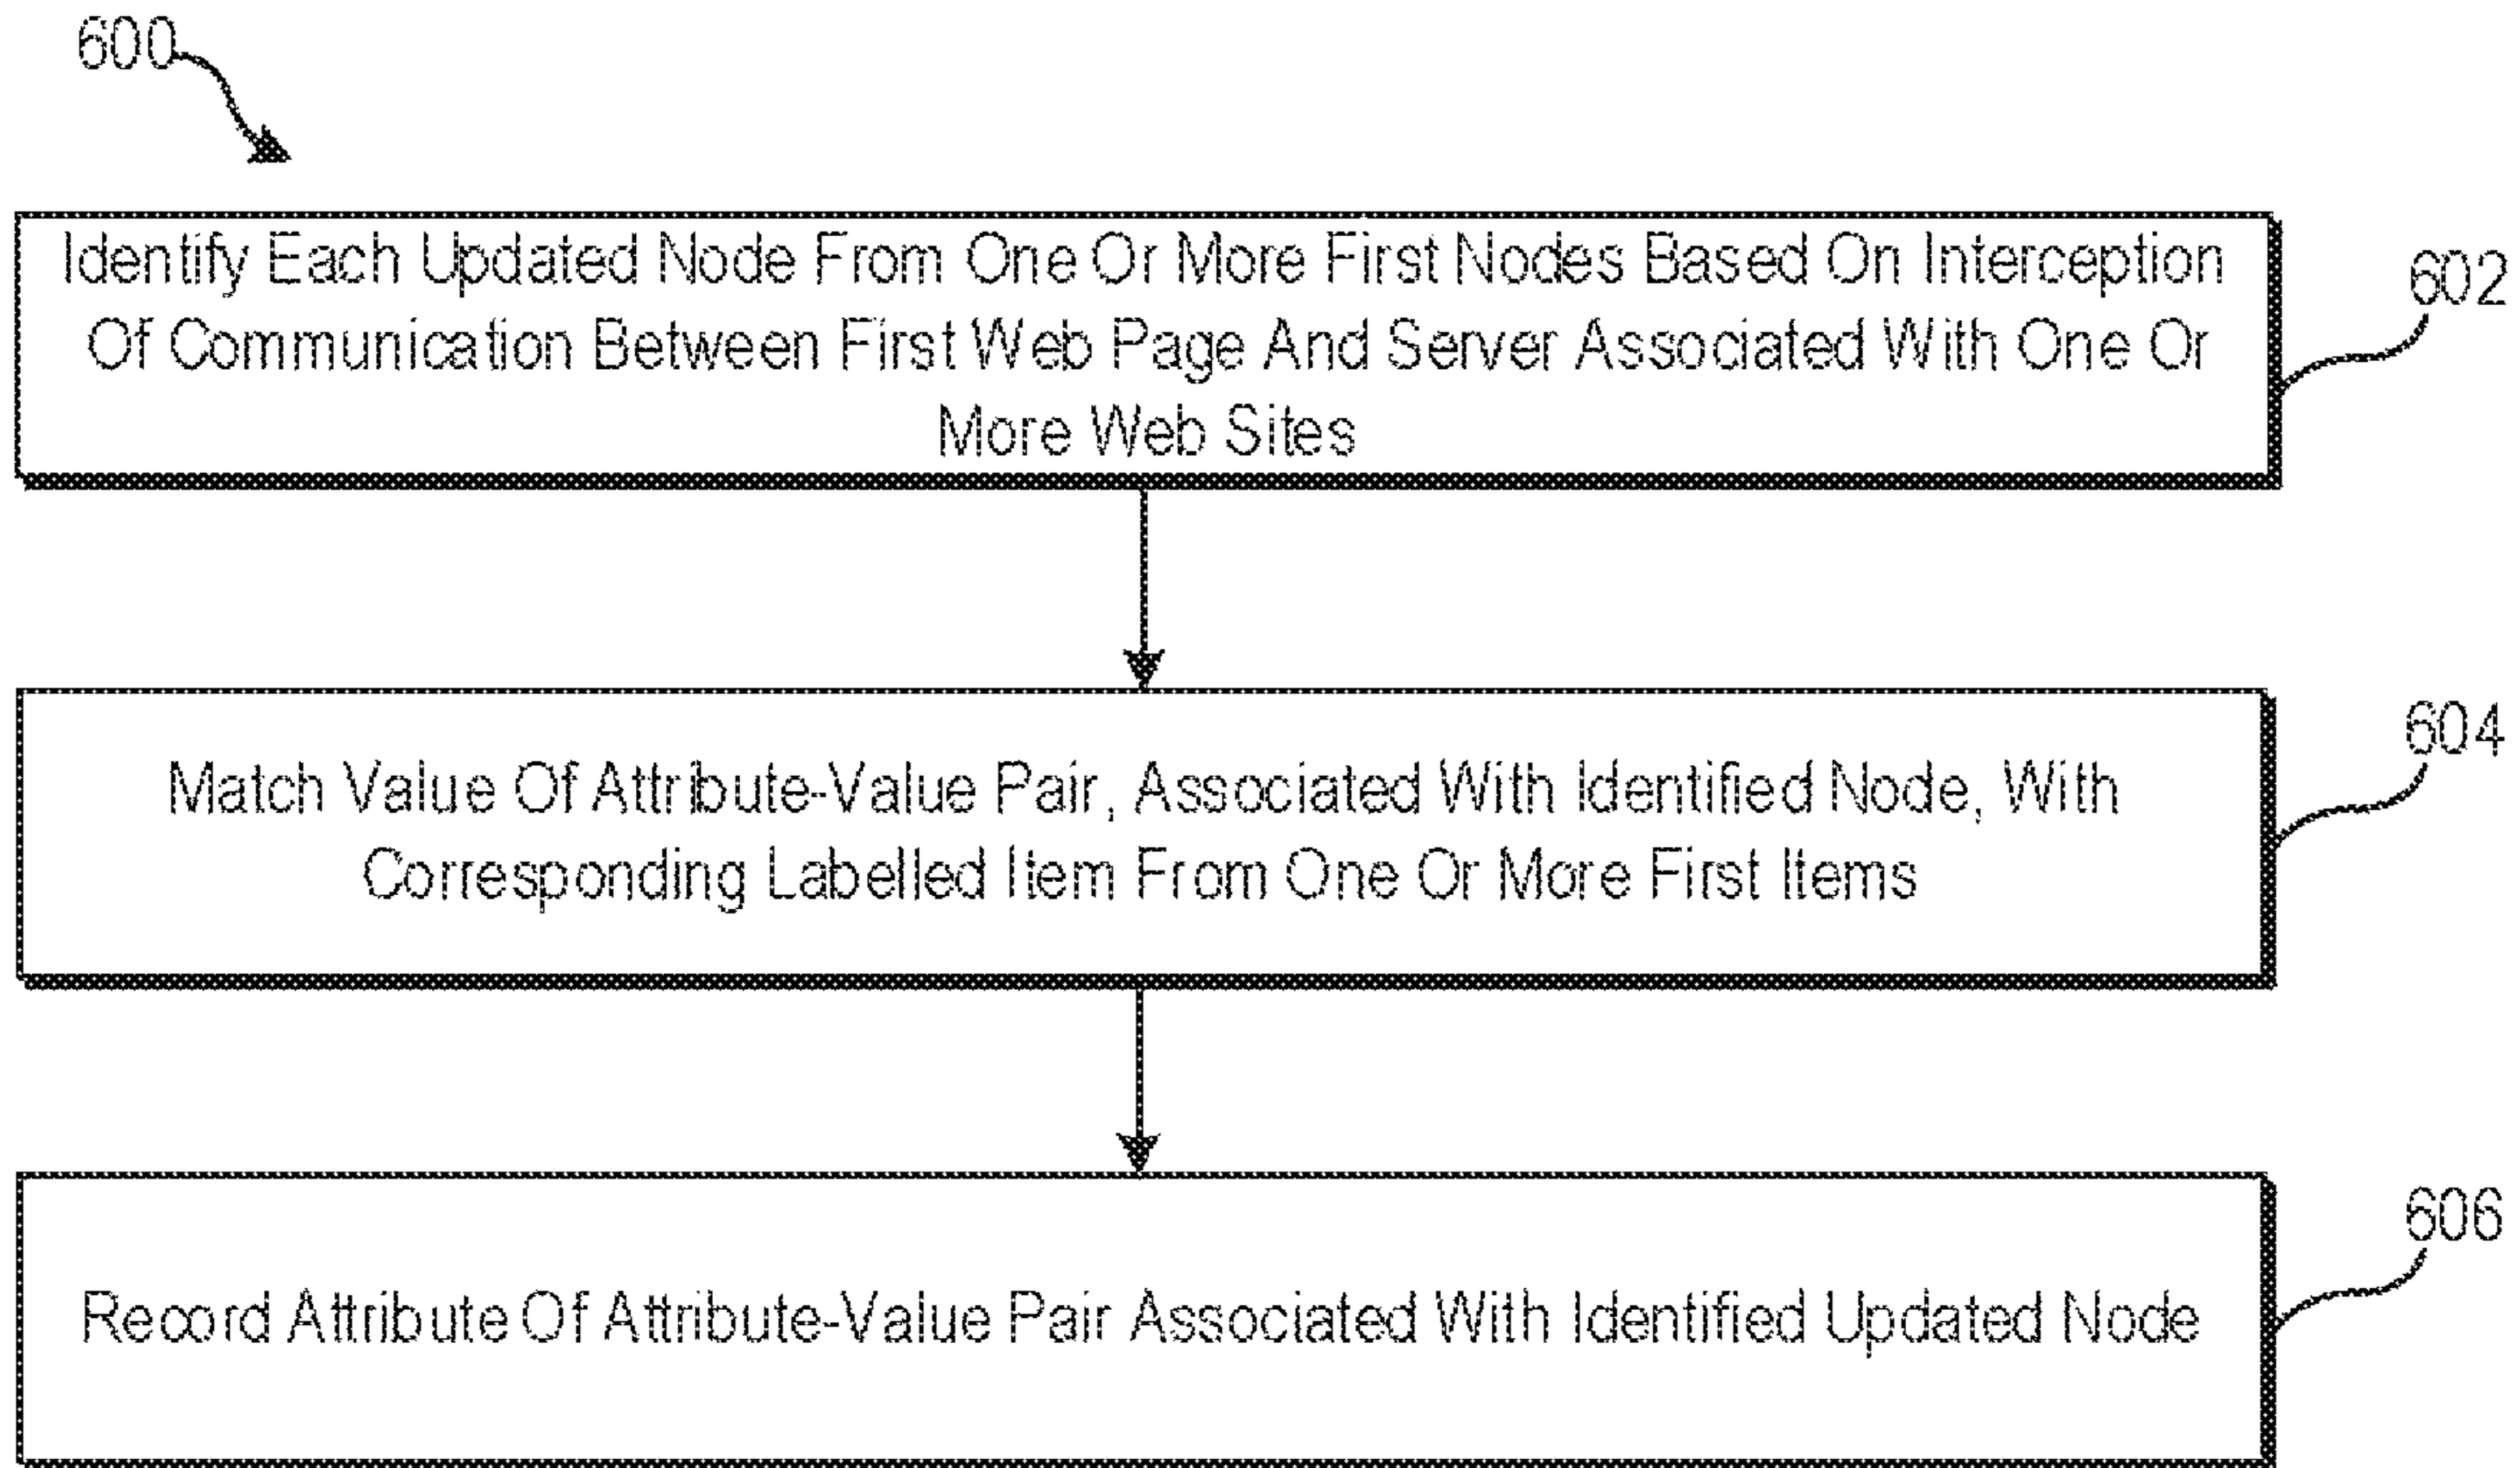 600
Identify Each Updated Node From One Or More First Nodes Based On Interception
Of Communication Between First Web Page And Server Associated With One Or
More Web Sites
602
Match Value Of Attribute-Value Pair, Associated With Identified Node, With
Corresponding Labelled Item From One Or More First Items
604
Record Attribute Of Attribute-Value Pair Associated With Identified Updated Node
606